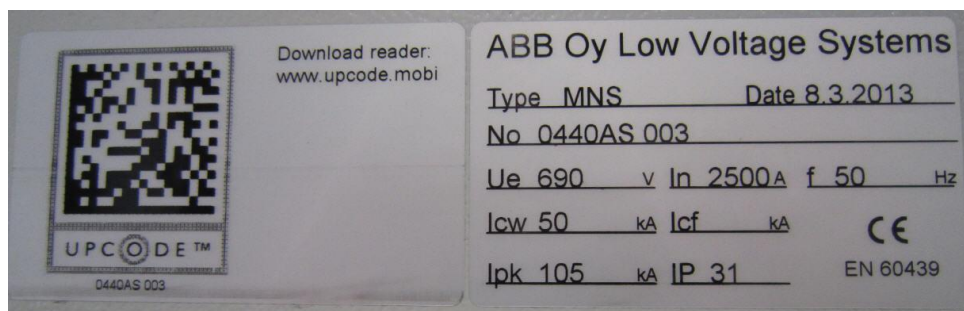 Download reader:
www.upcode.mobi
UPCODE™
0440AS 003
ABB Oy Low Voltage Systems
Type MNS Date 8.3.2013
No 0440AS 003
Ue 690 V In 2500 A f 50 Hz
Icw 50 kA Icf kA
CE
Ipk 105 kA IP 31
EN 60439